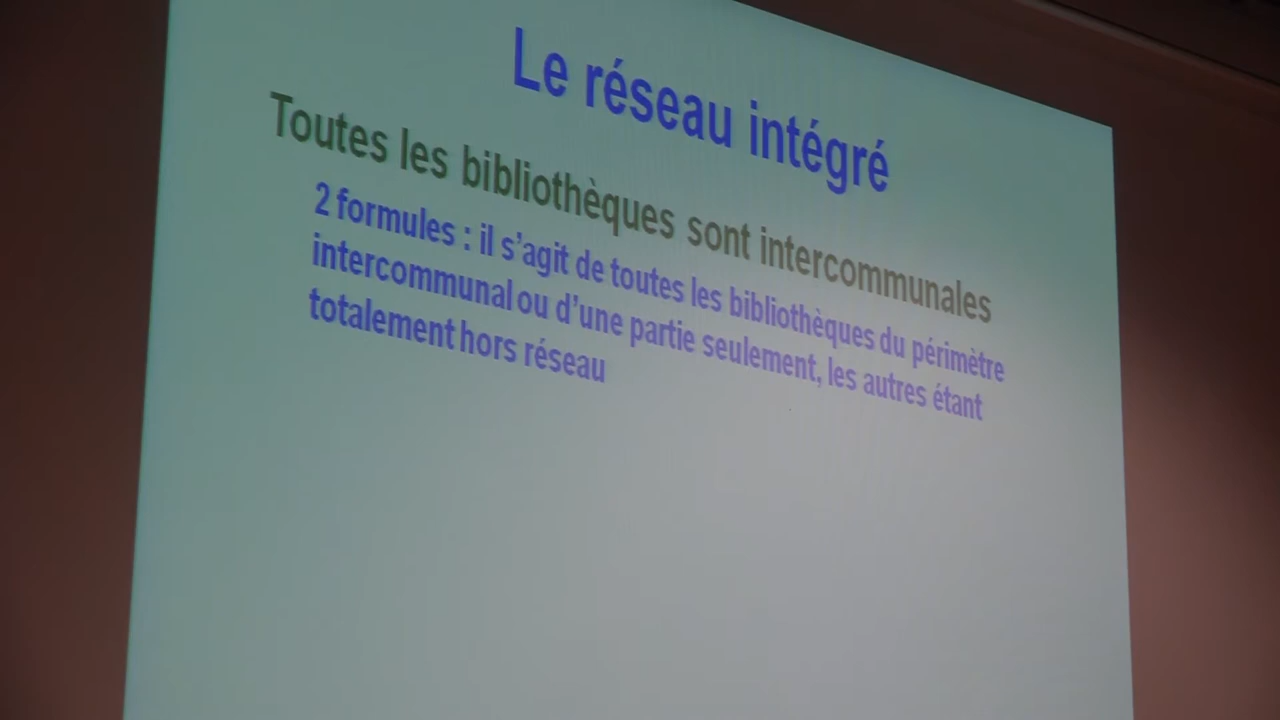 Le réseau intégré
Toutes les bibliothèques sont intercommunales
2 formules : il s’agit de toutes les bibliothèques du périmètre
intercommunal ou d’une partie seulement, les autres étant
totalement hors réseau